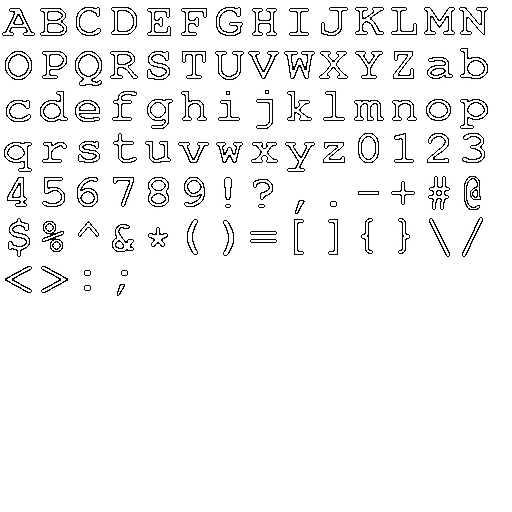 ABCDEFGHIJKLMN
OPQRSTUVWXYZab
cdefghijklmnop
qrstuvwxyz0123
456789!?,.-+#@
$%^&*()=[]{}\/
<>:;